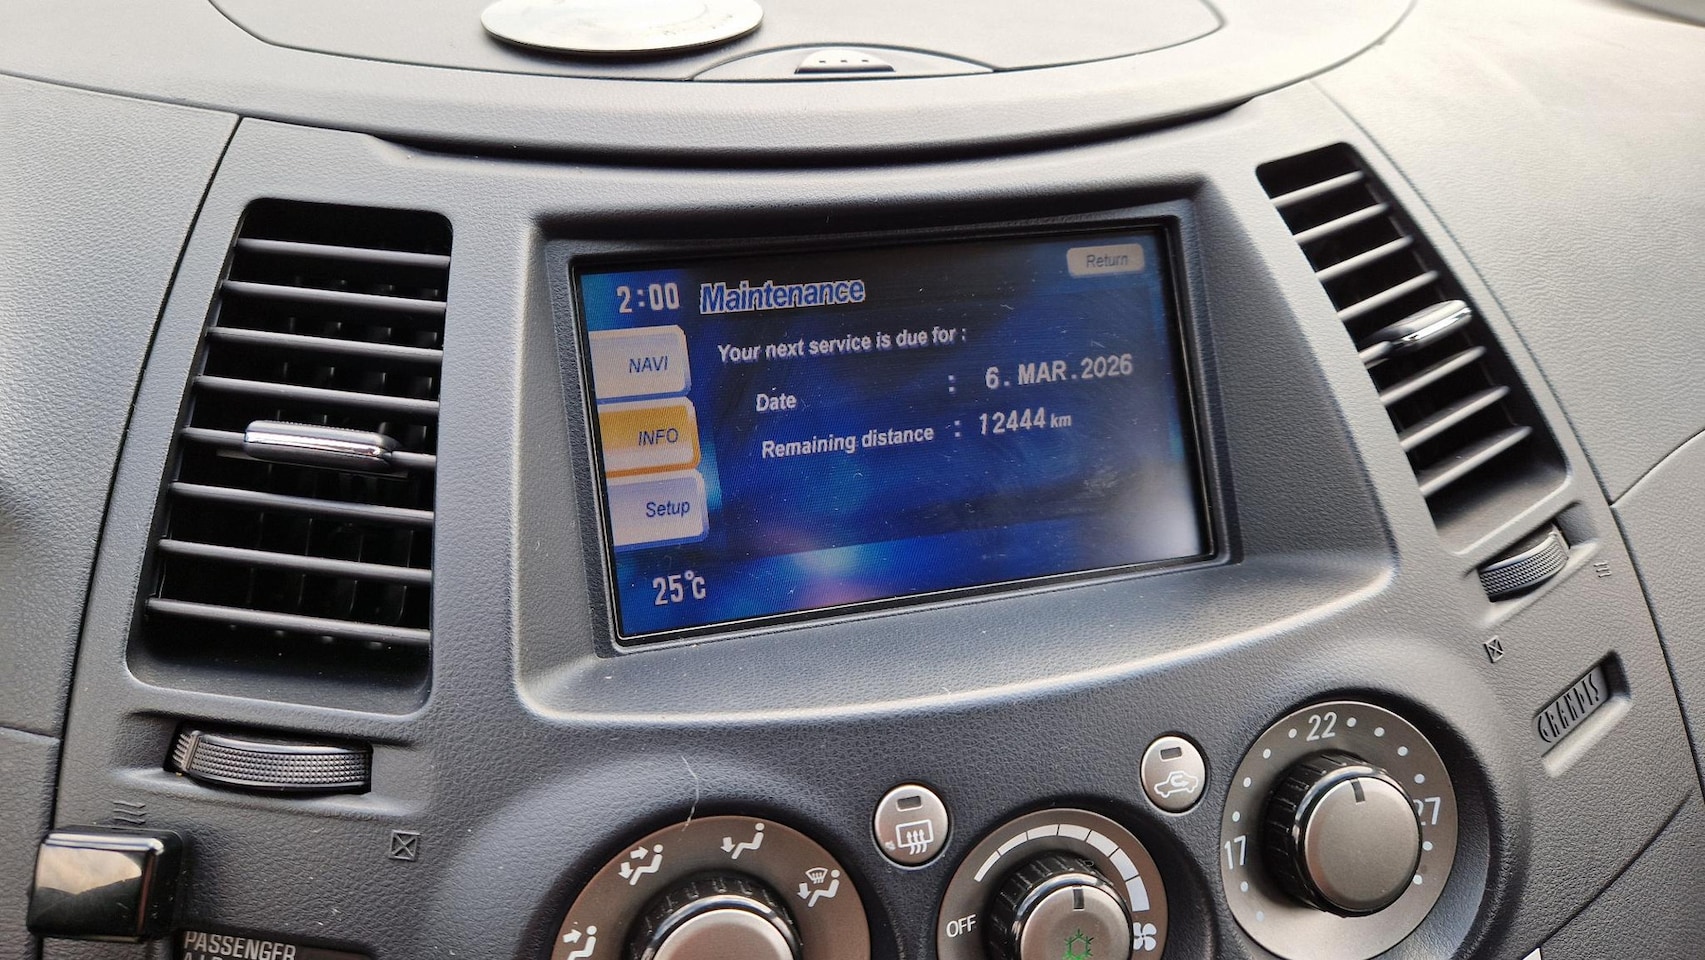 Return
2:00 Maintenance
Your next service is due for :
NAVI
Date : 6. MAR. 2026
INFO
Remaining distance : 12444 km
Setup
25°C
GRANDIS
22
27
17
OFF
PASSENGER